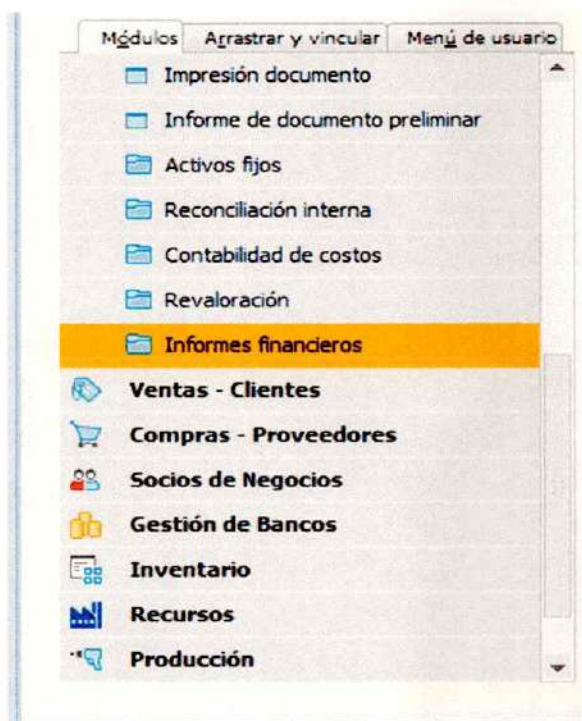 Módulos Arrastrar y vincular Menú de usuario
Impresión documento
Informe de documento preliminar
Activos fijos
Reconciliación interna
Contabilidad de costos
Revaloración
Informes financieros
Ventas - Clientes
Compras - Proveedores
Socios de Negocios
Gestión de Bancos
Inventario
Recursos
Producción